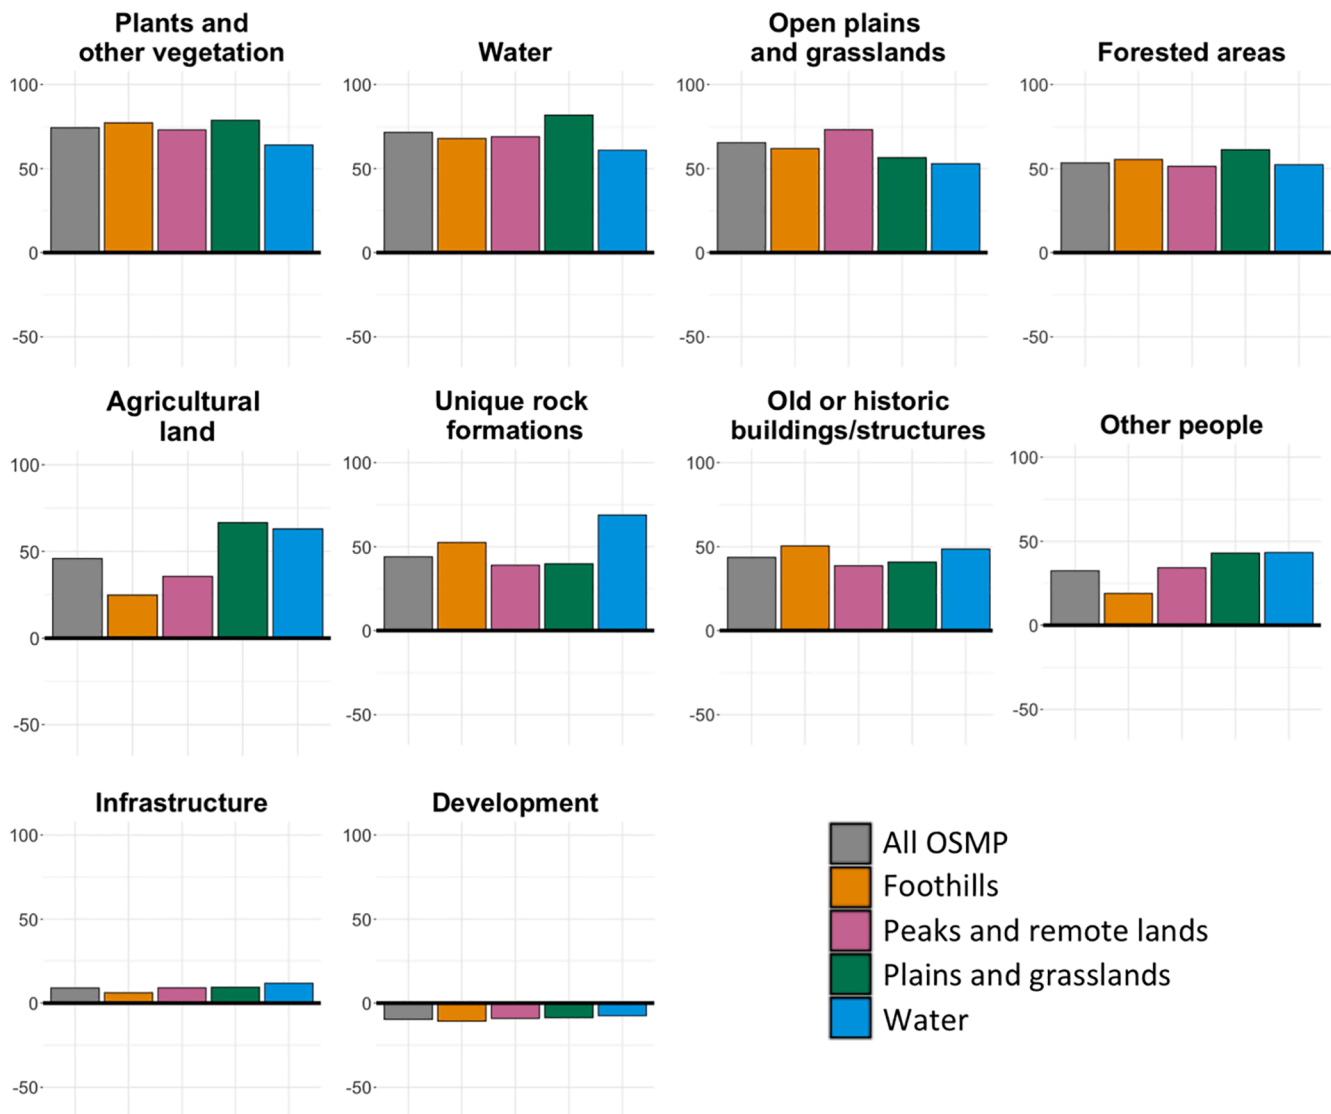 Plants and
other vegetation
Water
Open plains
and grasslands
Forested areas
100
50
0
-50
100
50
0
-50
100
50
0
-50
100
50
0
-50
Agricultural
land
Unique rock
formations
Old or historic
buildings/structures
Other people
100
50
0
-50
100
50
0
-50
100
50
0
-50
100
50
0
-50
Infrastructure
Development
100
50
0
-50
100
50
0
-50
All OSMP
Foothills
Peaks and remote lands
Plains and grasslands
Water